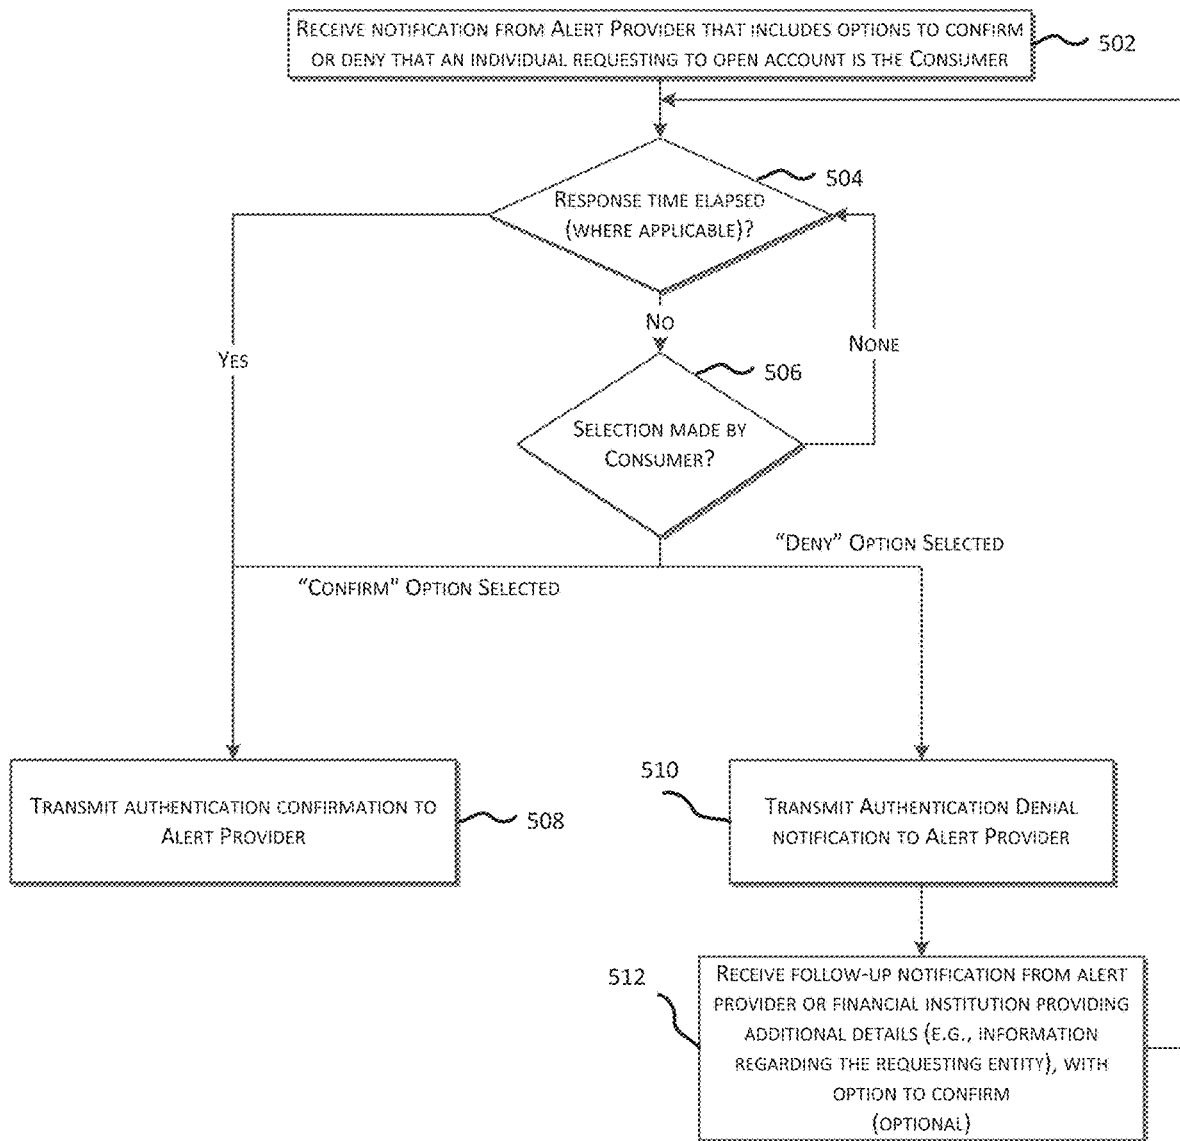 Receive notification from Alert Provider that includes options to confirm
or deny that an individual requesting to open account is the Consumer
502
504
Response time elapsed
(where applicable)?
No
None
Yes
506
Selection made by
Consumer?
"Deny" Option Selected
"Confirm" Option Selected
510
Transmit authentication confirmation to
Alert Provider
508
Transmit Authentication Denial
notification to Alert Provider
512
Receive follow-up notification from alert
provider or financial institution providing
additional details (e.g., information
regarding the requesting entity), with
option to confirm
(optional)